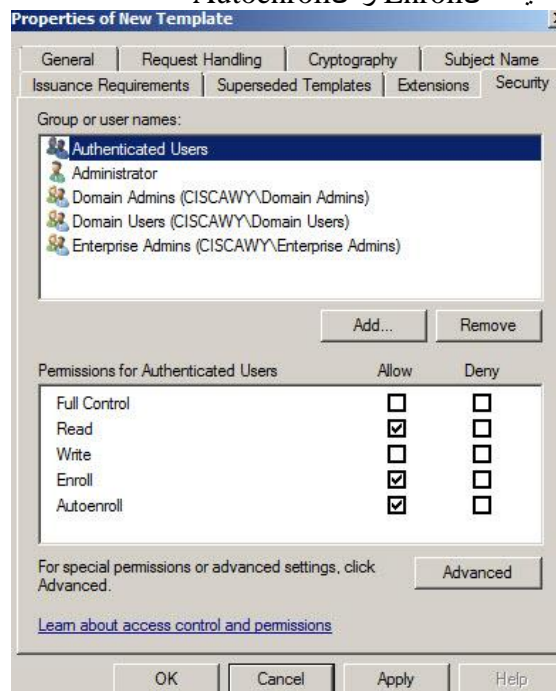 Enroll و Autoenroll
Properties of New Template
General Request Handling Cryptography Subject Name
Issuance Requirements Superseded Templates Extensions Security
Group or user names:
Authenticated Users
Administrator
Domain Admins (CISCAWY\Domain Admins)
Domain Users (CISCAWY\Domain Users)
Enterprise Admins (CISCAWY\Enterprise Admins)
Add... Remove
Permissions for Authenticated Users Allow Deny
Full Control
Read
Write
Enroll
Autoenroll
For special permissions or advanced settings, click
Advanced.
Advanced
Learn about access control and permissions
OK Cancel Apply Help